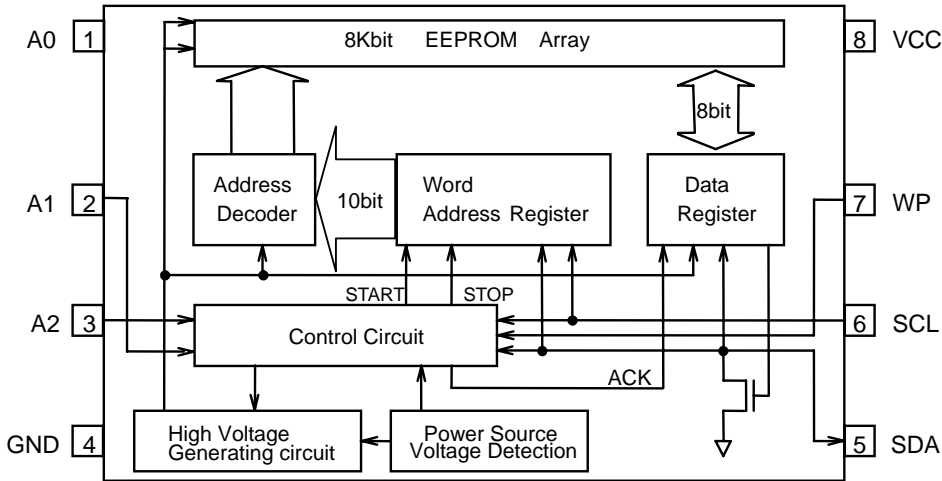 A0 1
8Kbit EEPROM Array
8 VCC
8bit
A1 2
Address
Decoder
10bit
Word
Address Register
Data
Register
7 WP
START STOP
A2 3
Control Circuit
6 SCL
ACK
GND 4
High Voltage
Generating circuit
Power Source
Voltage Detection
5 SDA